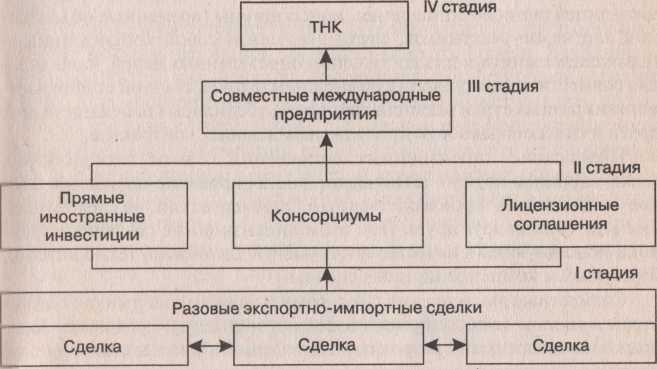 IV стадия
ТНК
III стадия
Совместные международные
предприятия
II стадия
Прямые
иностранные
инвестиции
Консорциумы
Лицензионные
соглашения
I стадия
Разовые экспортно-импортные сделки
Сделка
Сделка
Сделка